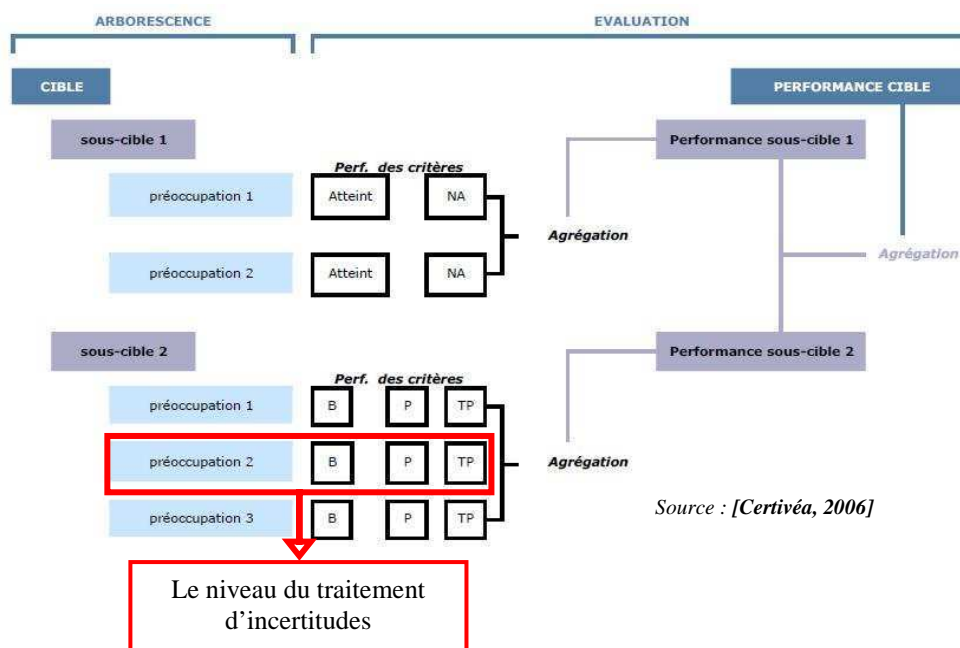 ARBORESCENCE EVALUATION
CIBLE PERFORMANCE CIBLE
sous-cible 1 Performance sous-cible 1
Perf. des critères
préoccupation 1 Atteint NA
Agrégation
Agrégation
préoccupation 2 Atteint NA
sous-cible 2 Performance sous-cible 2
Perf. des critères
préoccupation 1 B P TP
préoccupation 2 B P TP Agrégation
Source : [Certivéa, 2006]
préoccupation 3 B P TP
Le niveau du traitement
d’incertitudes